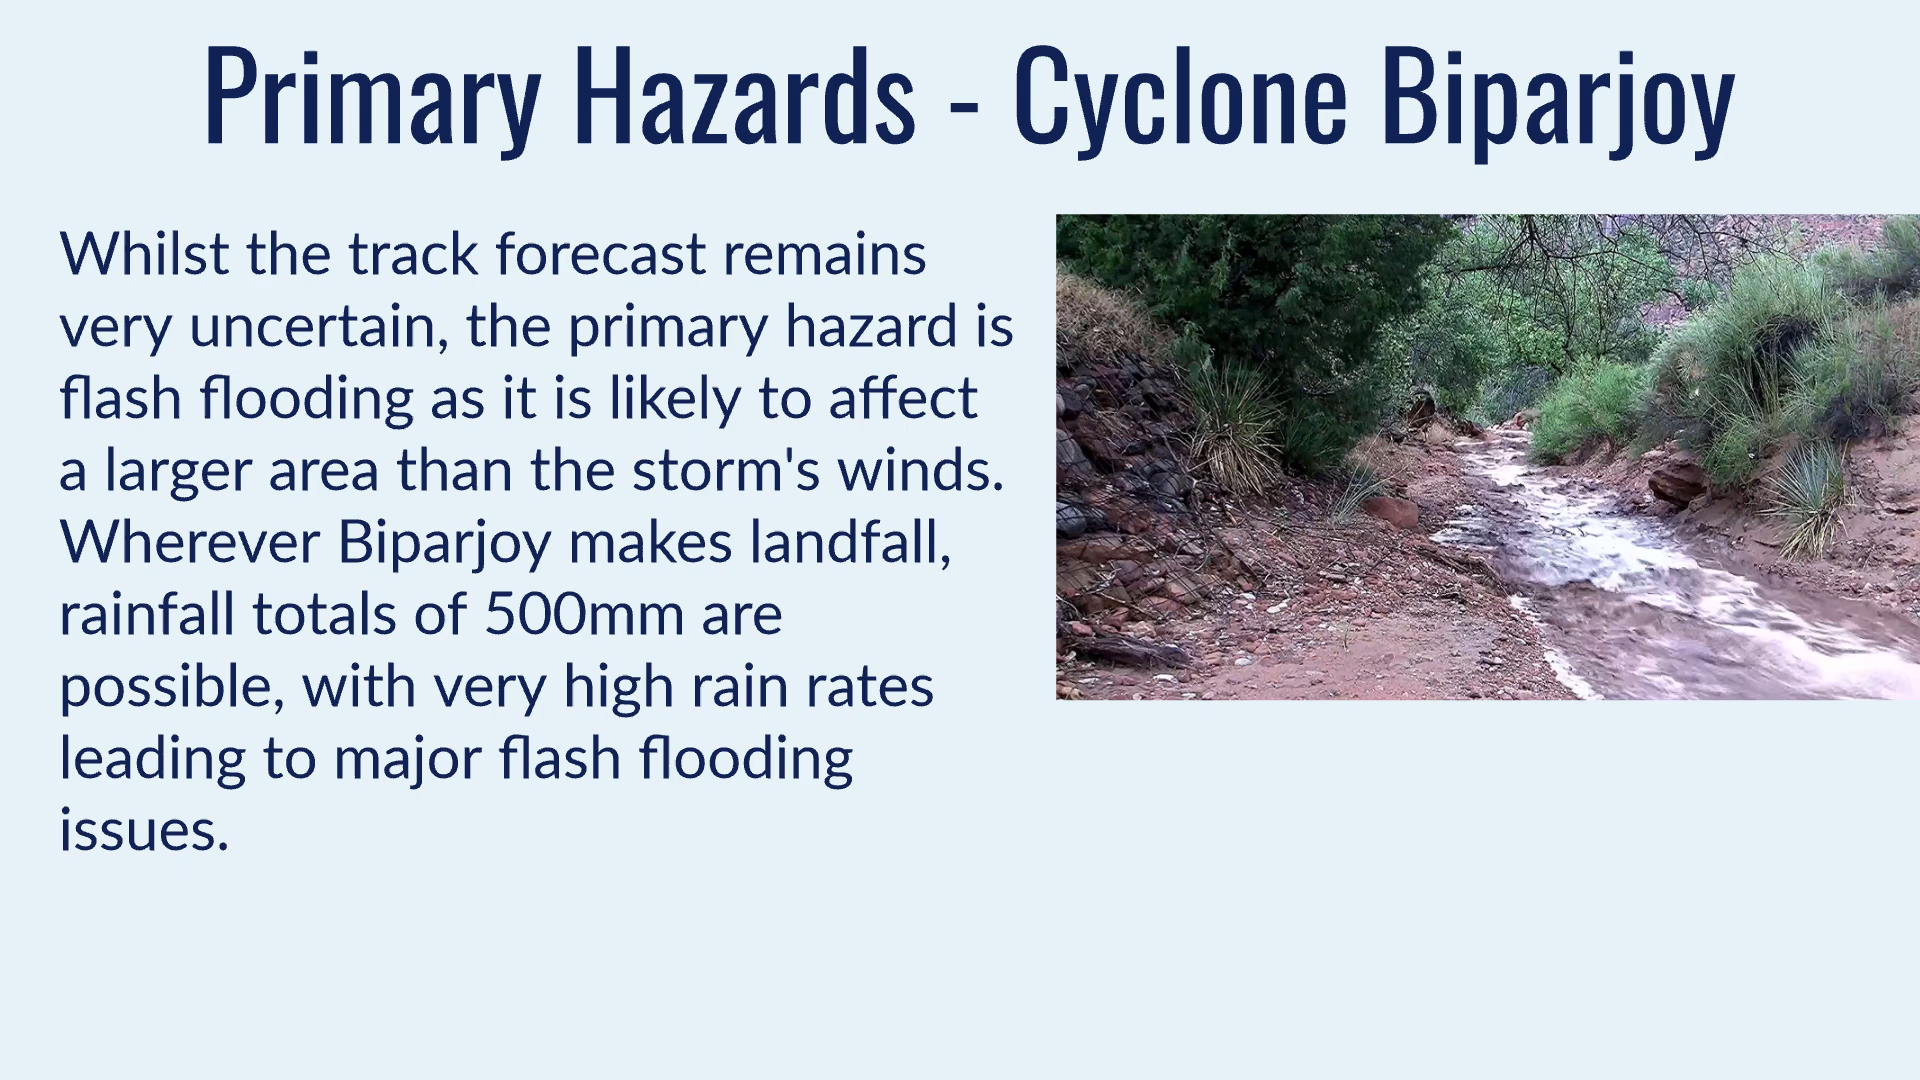 Primary Hazards - Cyclone Biparjoy
Whilst the track forecast remains
very uncertain, the primary hazard is
flash flooding as it is likely to affect
a larger area than the storm's winds.
Wherever Biparjoy makes landfall,
rainfall totals of 500mm are
possible, with very high rain rates
leading to major flash flooding
issues.